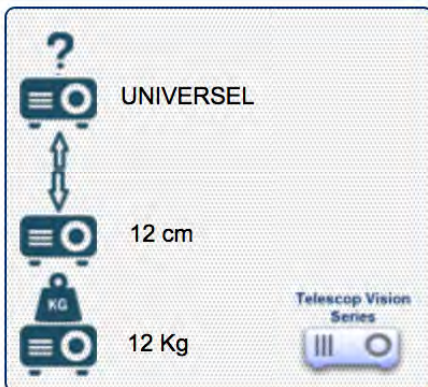 ?
UNIVERSEL
12 cm
KG
12 Kg
Telescop Vision
Series